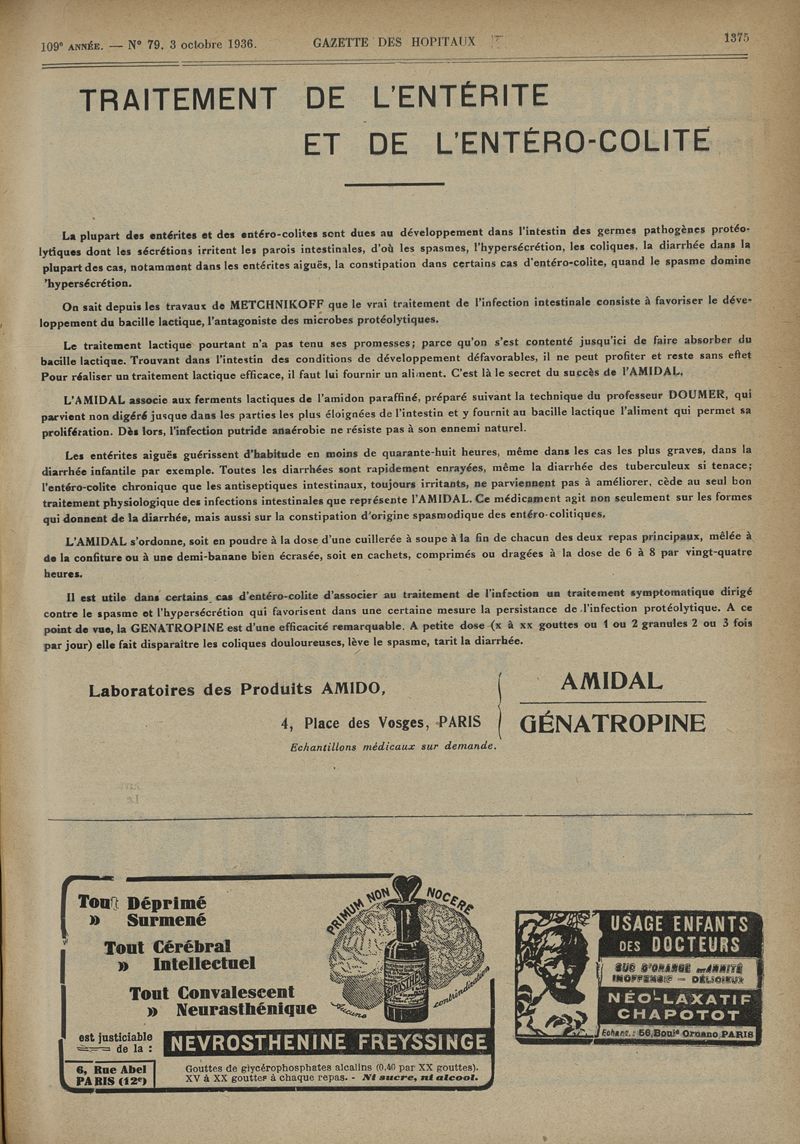 109e ANNÉE. — N° 79, 3 octobre 1936.
GAZETTE DES HOPITAUX
1375
TRAITEMENT DE L'ENTÉRITE
ET DE L'ENTÉRO-COLITE
La plupart des entérites et des entéro-colites sont dues au développement dans l'intestin des germes pathogènes protéo-
lytiques dont les sécrétions irritent les parois intestinales, d'où les spasmes, l'hypersécrétion, les coliques, la diarrhée dans la
plupart des cas, notamment dans les entérites aiguës, la constipation dans certains cas d'entéro-colite, quand le spasme domine
'hypersécrétion.
On sait depuis les travaux de METCHNIKOFF que le vrai traitement de l'infection intestinale consiste à favoriser le déve-
loppement du bacille lactique, l'antagoniste des microbes protéolytiques.
Le traitement lactique pourtant n'a pas tenu ses promesses; parce qu'on s'est contenté jusqu'ici de faire absorber du
bacille lactique. Trouvant dans l'intestin des conditions de développement défavorables, il ne peut profiter et reste sans effet
Pour réaliser un traitement lactique efficace, il faut lui fournir un aliment. C'est là le secret du succès de l'AMIDAL.
L'AMIDAL associe aux ferments lactiques de l'amidon paraffiné, préparé suivant la technique du professeur DOUMER, qui
parvient non digéré jusque dans les parties les plus éloignées de l'intestin et y fournit au bacille lactique l'aliment qui permet sa
prolifération. Dès lors, l'infection putride anaérobie ne résiste pas à son ennemi naturel.
Les entérites aiguës guérissent d'habitude en moins de quarante-huit heures, même dans les cas les plus graves, dans la
diarrhée infantile par exemple. Toutes les diarrhées sont rapidement enrayées, même la diarrhée des tuberculeux si tenace;
l'entéro-colite chronique que les antiseptiques intestinaux, toujours irritants, ne parviennent pas à améliorer, cède au seul bon
traitement physiologique des infections intestinales que représente l'AMIDAL. Ce médicament agit non seulement sur les formes
qui donnent de la diarrhée, mais aussi sur la constipation d'origine spasmodique des entéro-colitiques.
L'AMIDAL s'ordonne, soit en poudre à la dose d'une cuillerée à soupe à la fin de chacun des deux repas principaux, mêlée à
de la confiture ou à une demi-banane bien écrasée, soit en cachets, comprimés ou dragées à la dose de 6 à 8 par vingt-quatre
heures.
Il est utile dans certains cas d'entéro-colite d'associer au traitement de l'infection un traitement symptomatique dirigé
contre le spasme et l'hypersécrétion qui favorisent dans une certaine mesure la persistance de l'infection protéolytique. A ce
point de vue, la GENATROPINE est d'une efficacité remarquable. A petite dose (x à xx gouttes ou 1 ou 2 granules 2 ou 3 fois
par jour) elle fait disparaître les coliques douloureuses, lève le spasme, tarit la diarrhée.
Laboratoires des Produits AMIDO,
4, Place des Vosges, PARIS
Echantillons médicaux sur demande.
AMIDAL
GÉNATROPINE
Tout Déprimé
» Surmené
Tout Cérébral
» Intellectuel
Tout Convalescent
» Neurasthénique
PRIMUM NON NOCERE
Aucune contrindication
est justiciable
de la :
NEVROSTHENINE FREYSSINGE
6, Rue Abel
PARIS (12e)
Gouttes de glycérophosphates alcalins (0.40 par XX gouttes).
XV à XX gouttes à chaque repas. - Ni sucre, ni alcool.
USAGE ENFANTS
DES DOCTEURS
SUC D'ORANGE MANNITÉ
INOFFENSIF - DÉLICIEUX
NÉO-LAXATIF
CHAPOTOT
Echant.: 56, Boul^d Ornano PARIS